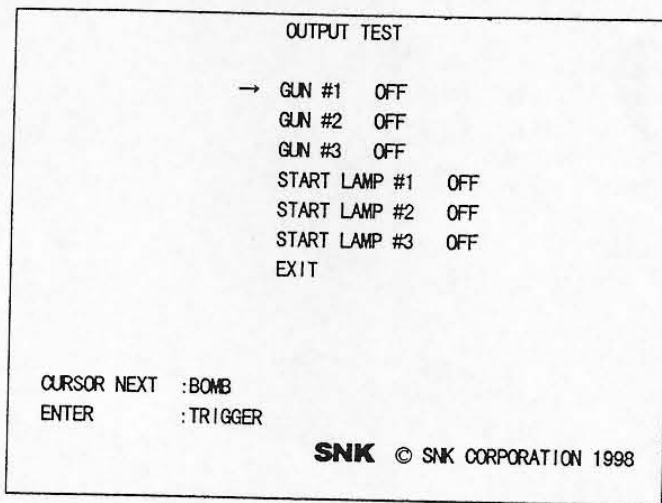 OUTPUT TEST
→ GUN #1 OFF
GUN #2 OFF
GUN #3 OFF
START LAMP #1 OFF
START LAMP #2 OFF
START LAMP #3 OFF
EXIT
CURSOR NEXT :BOMB
ENTER :TRIGGER
SNK © SNK CORPORATION 1998